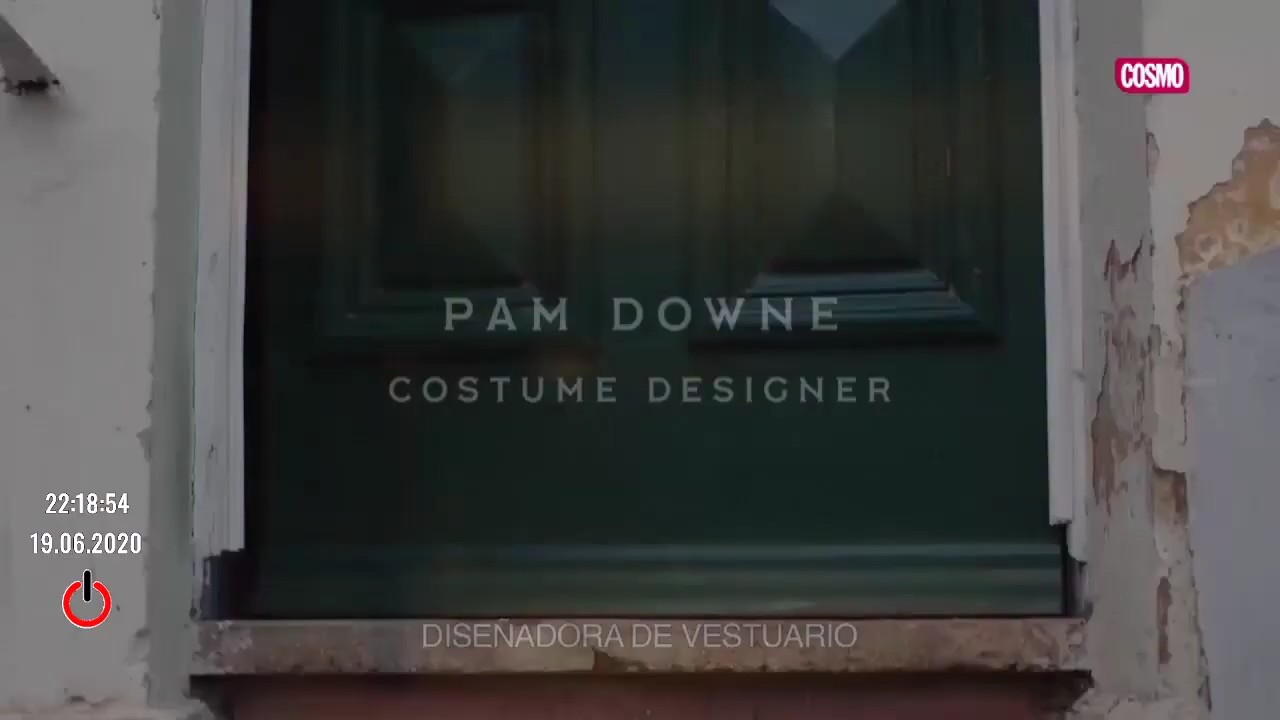 COSMO
PAM DOWNE
COSTUME DESIGNER
22:18:54
19.06.2020
DISEÑADORA DE VESTUARIO